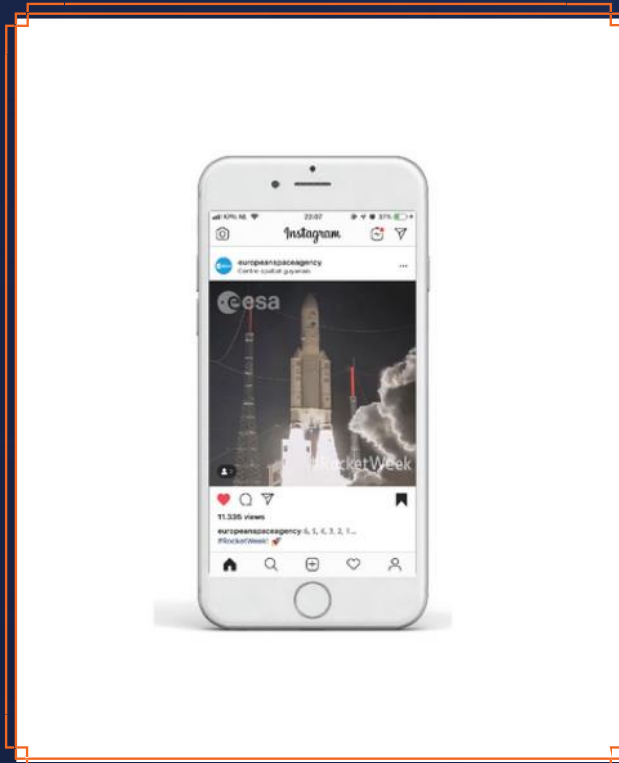 KPN NL 22:07 37%
Instagram
europeanspaceagency
Centre spatial guyanais
esa
#RocketWeek
11.335 views
europeanspaceagency 6, 5, 4, 3, 2, 1...
#RocketWeek! 🚀